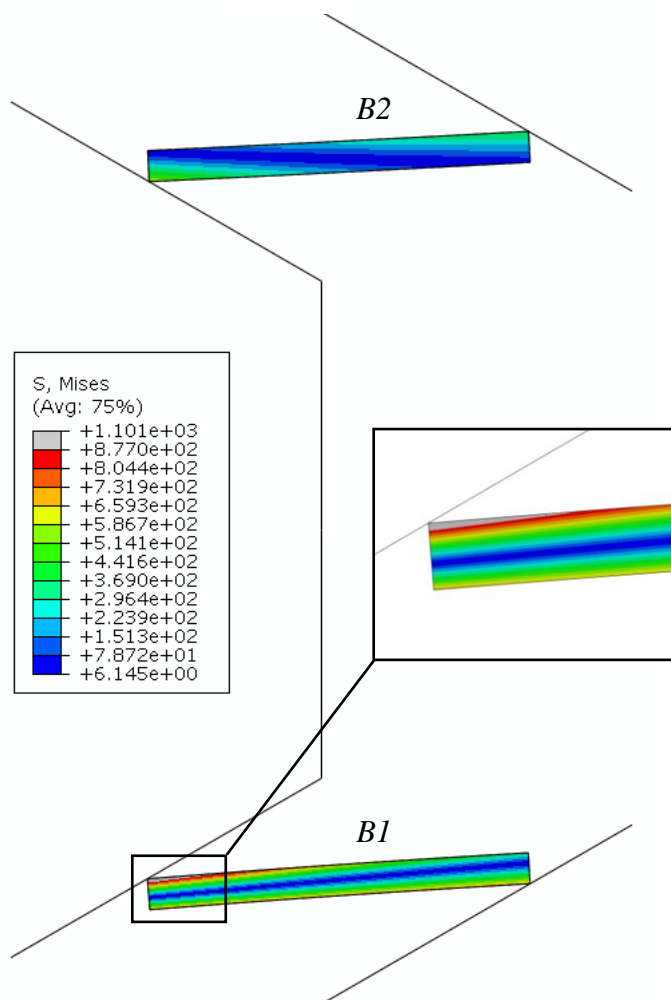 B2
S, Mises
(Avg: 75%)
+1.101e+03
+8.770e+02
+8.044e+02
+7.319e+02
+6.593e+02
+5.867e+02
+5.141e+02
+4.416e+02
+3.690e+02
+2.964e+02
+2.239e+02
+1.513e+02
+7.872e+01
+6.145e+00
B1